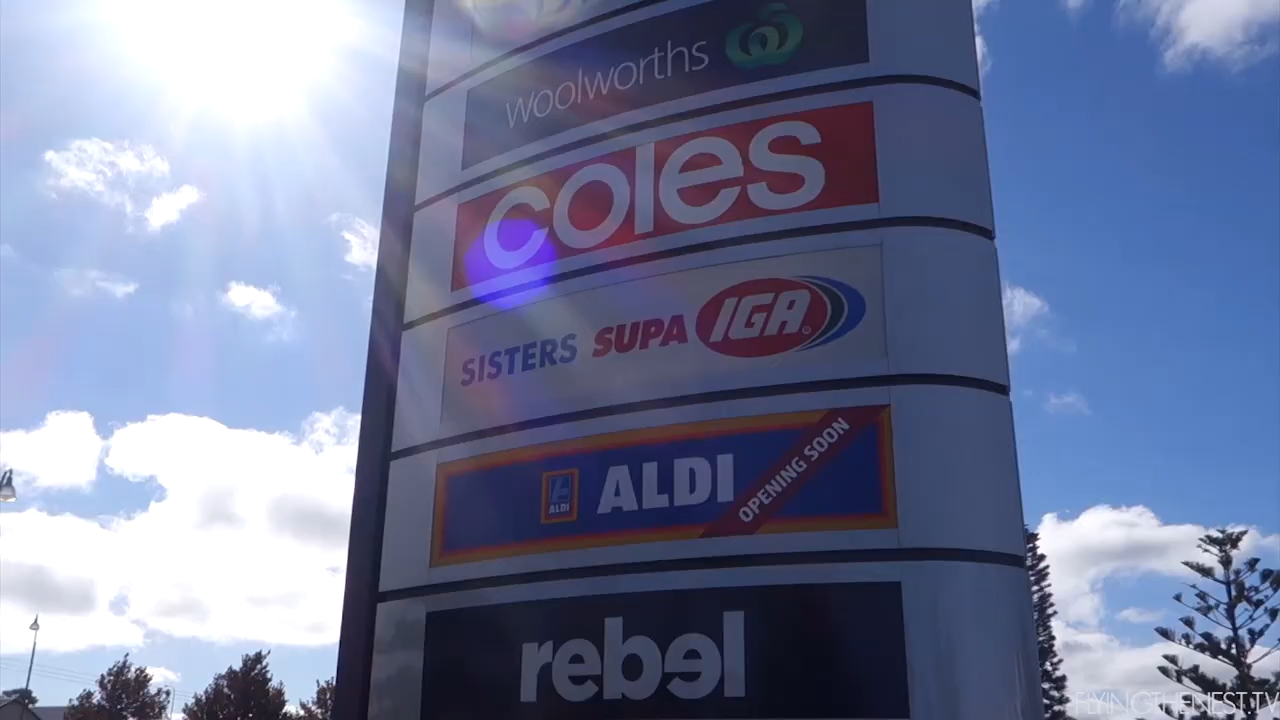 woolworths
coles
SISTERS SUPA IGA
ALDI
ALDI
OPENING SOON
rebel
FLYINGTHENEST.TV